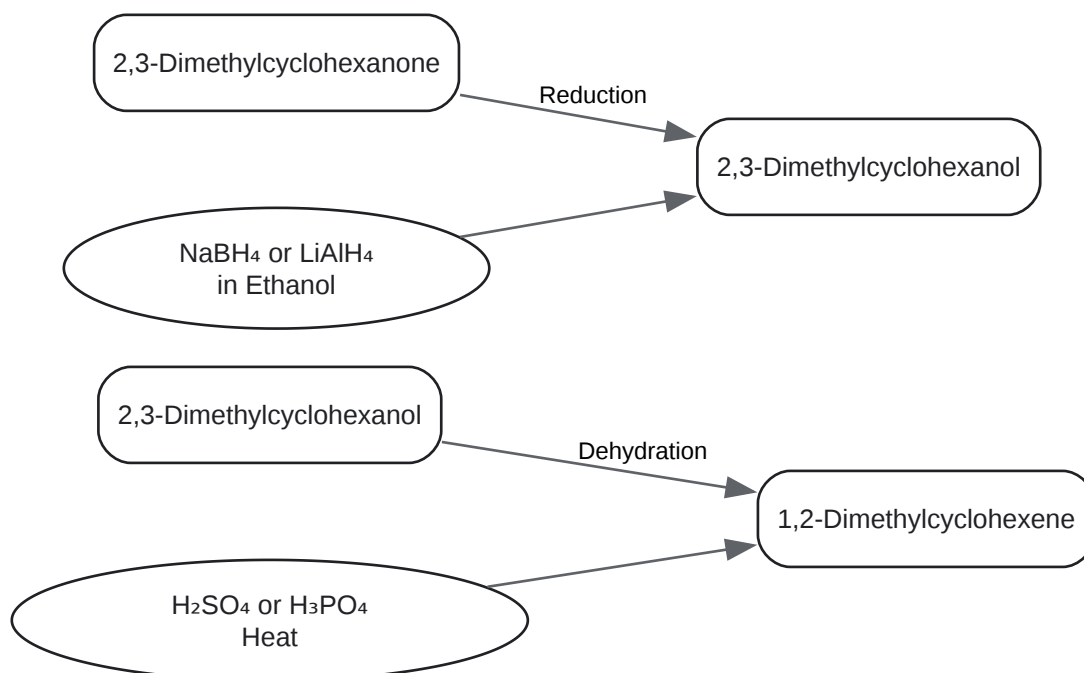 2,3-Dimethylcyclohexanone
Reduction
2,3-Dimethylcyclohexanol
NaBH₄ or LiAlH₄
in Ethanol
2,3-Dimethylcyclohexanol
Dehydration
1,2-Dimethylcyclohexene
H₂SO₄ or H₃PO₄
Heat